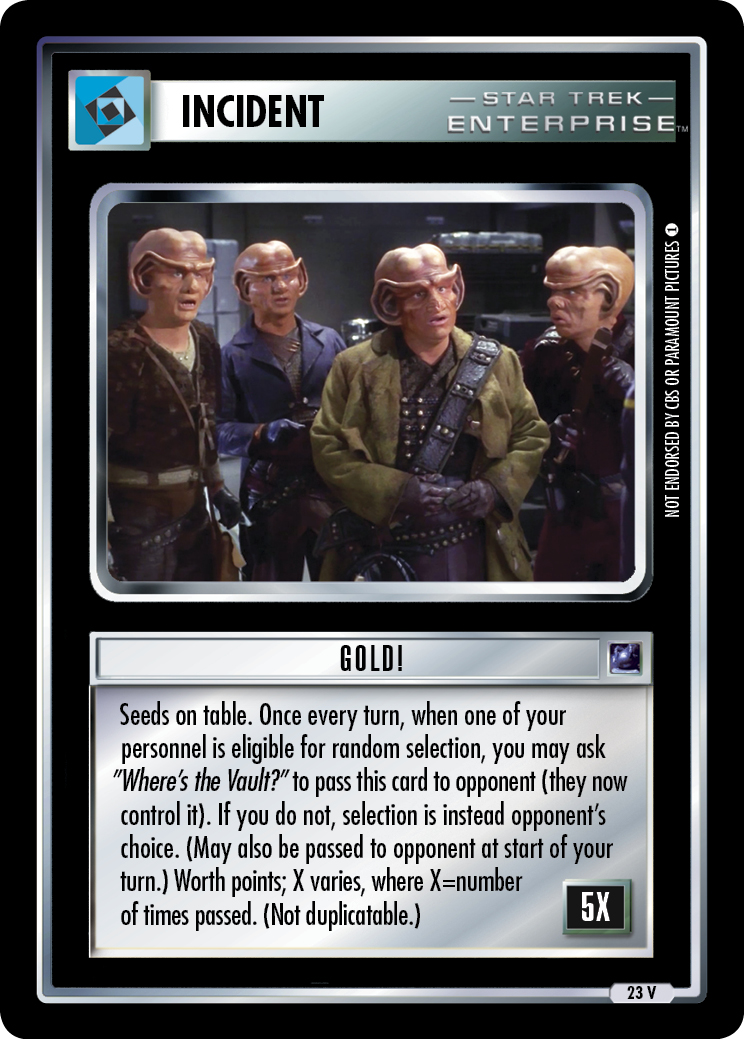 INCIDENT
— STAR TREK —
ENTERPRISE™
NOT ENDORSED BY CBS OR PARAMOUNT PICTURES 1
GOLD!
Seeds on table. Once every turn, when one of your
personnel is eligible for random selection, you may ask
"Where's the Vault?" to pass this card to opponent (they now
control it). If you do not, selection is instead opponent's
choice. (May also be passed to opponent at start of your
turn.) Worth points; X varies, where X=number
of times passed. (Not duplicatable.)
5X
23 V